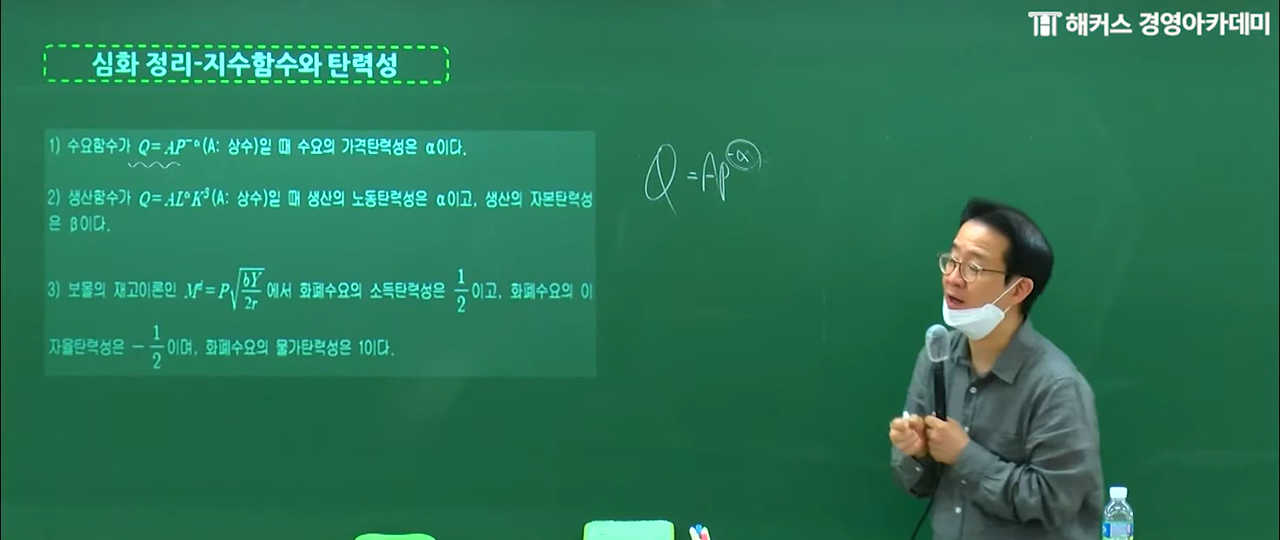 해커스 경영아카데미
심화 정리-지수함수와 탄력성
1) 수요함수가 Q=AP^{-α}(A: 상수)일 때 수요의 가격탄력성은 α이다.
Q=AP^{-α}
2) 생산함수가 Q=AL^{α}K^{β}(A: 상수)일 때 생산의 노동탄력성은 α이고, 생산의 자본탄력성
은 β이다.
3) 보몰의 재고이론인 M^{d}=P√(bY/2r)에서 화폐수요의 소득탄력성은 1/2이고, 화폐수요의 이
자율탄력성은 -1/2이며, 화폐수요의 물가탄력성은 1이다.